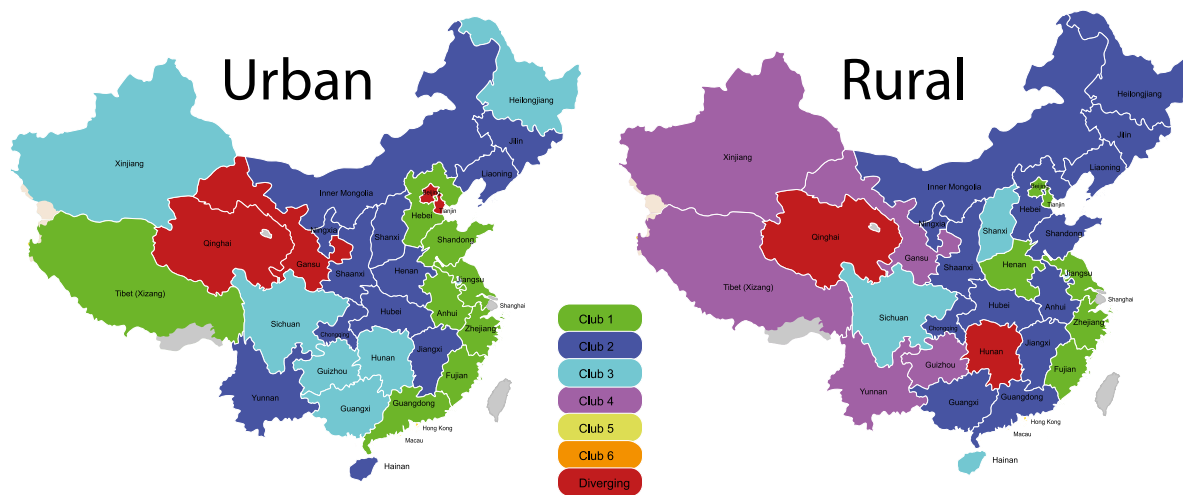 Urban
Heilongjiang
Jilin
Liaoning
Xinjiang
Inner Mongolia
Beijin
Tianjin
Hebei
Ningxia
Shanxi
Shandonn
Qinghai
Gansu
Shaanxi
Henan
Jiangsu
Shanghai
Tibet (Xizang)
Anhui
Hubei
Zhejiang
Sichuan
Chongqing
Hunan
Jiangxi
Guizhou
Fujian
Yunnan
Guangxi
Guangdong
Hong Kong
Macau
Hainan
Club 1
Club 2
Club 3
Club 4
Club 5
Club 6
Diverging
Rural
Heilongjiang
Jilin
Liaoning
Xinjiang
Inner Mongolia
Beijin
Tianjin
Hebei
Ningxia
Shanxi
Shandonn
Qinghai
Gansu
Shaanxi
Henan
Jiangsu
Shanghai
Tibet (Xizang)
Anhui
Hubei
Zhejiang
Sichuan
Chongqing
Hunan
Jiangxi
Guizhou
Fujian
Yunnan
Guangxi
Guangdong
Hong Kong
Macau
Hainan